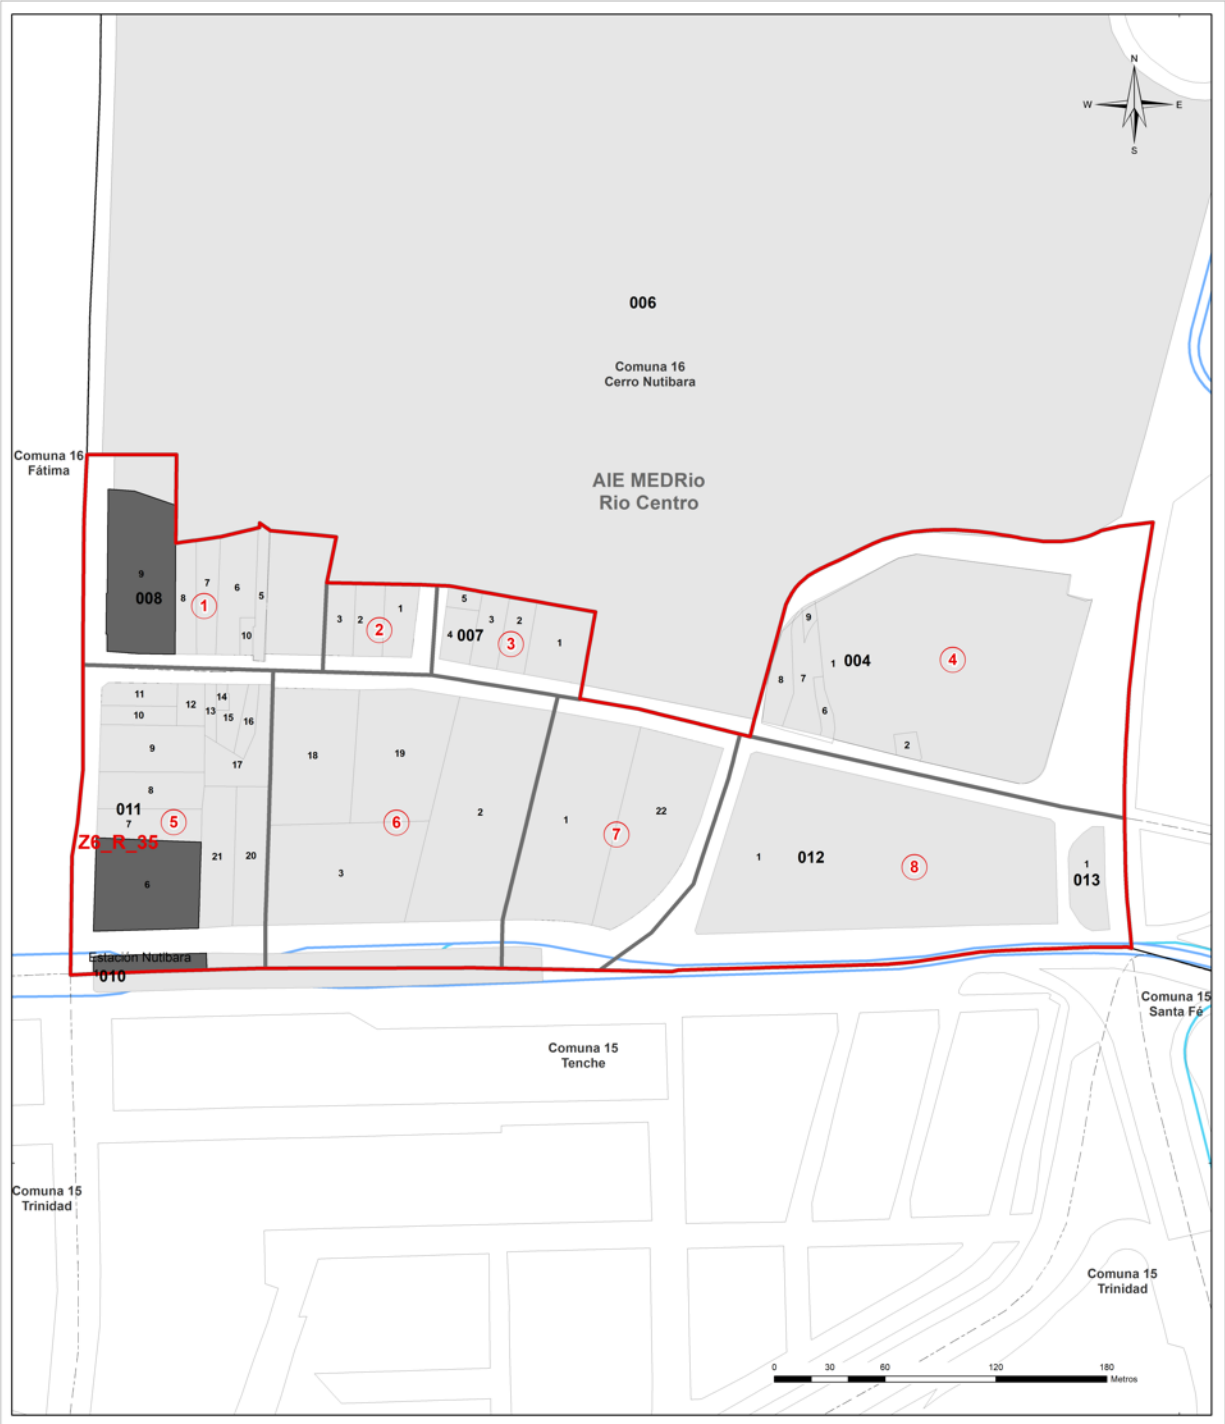 N
W E
S
006
Comuna 16
Cerro Nutibara
Comuna 16
Fátima
AIE MEDRio
Rio Centro
9
008
8
7
1
6
5
10
3
2
2
1
5
4
007
3
2
3
1
9
1
004
4
8
7
6
2
11
10
12
13
14
15
16
9
17
8
011
7
5
Z6_R_35
6
21
20
18
19
6
2
3
1
7
22
1
012
8
1
013
Estación Nutibara
'010
Comuna 15
Santa Fé
Comuna 15
Tenche
Comuna 15
Trinidad
Comuna 15
Trinidad
0 30 60 120 180
Metros